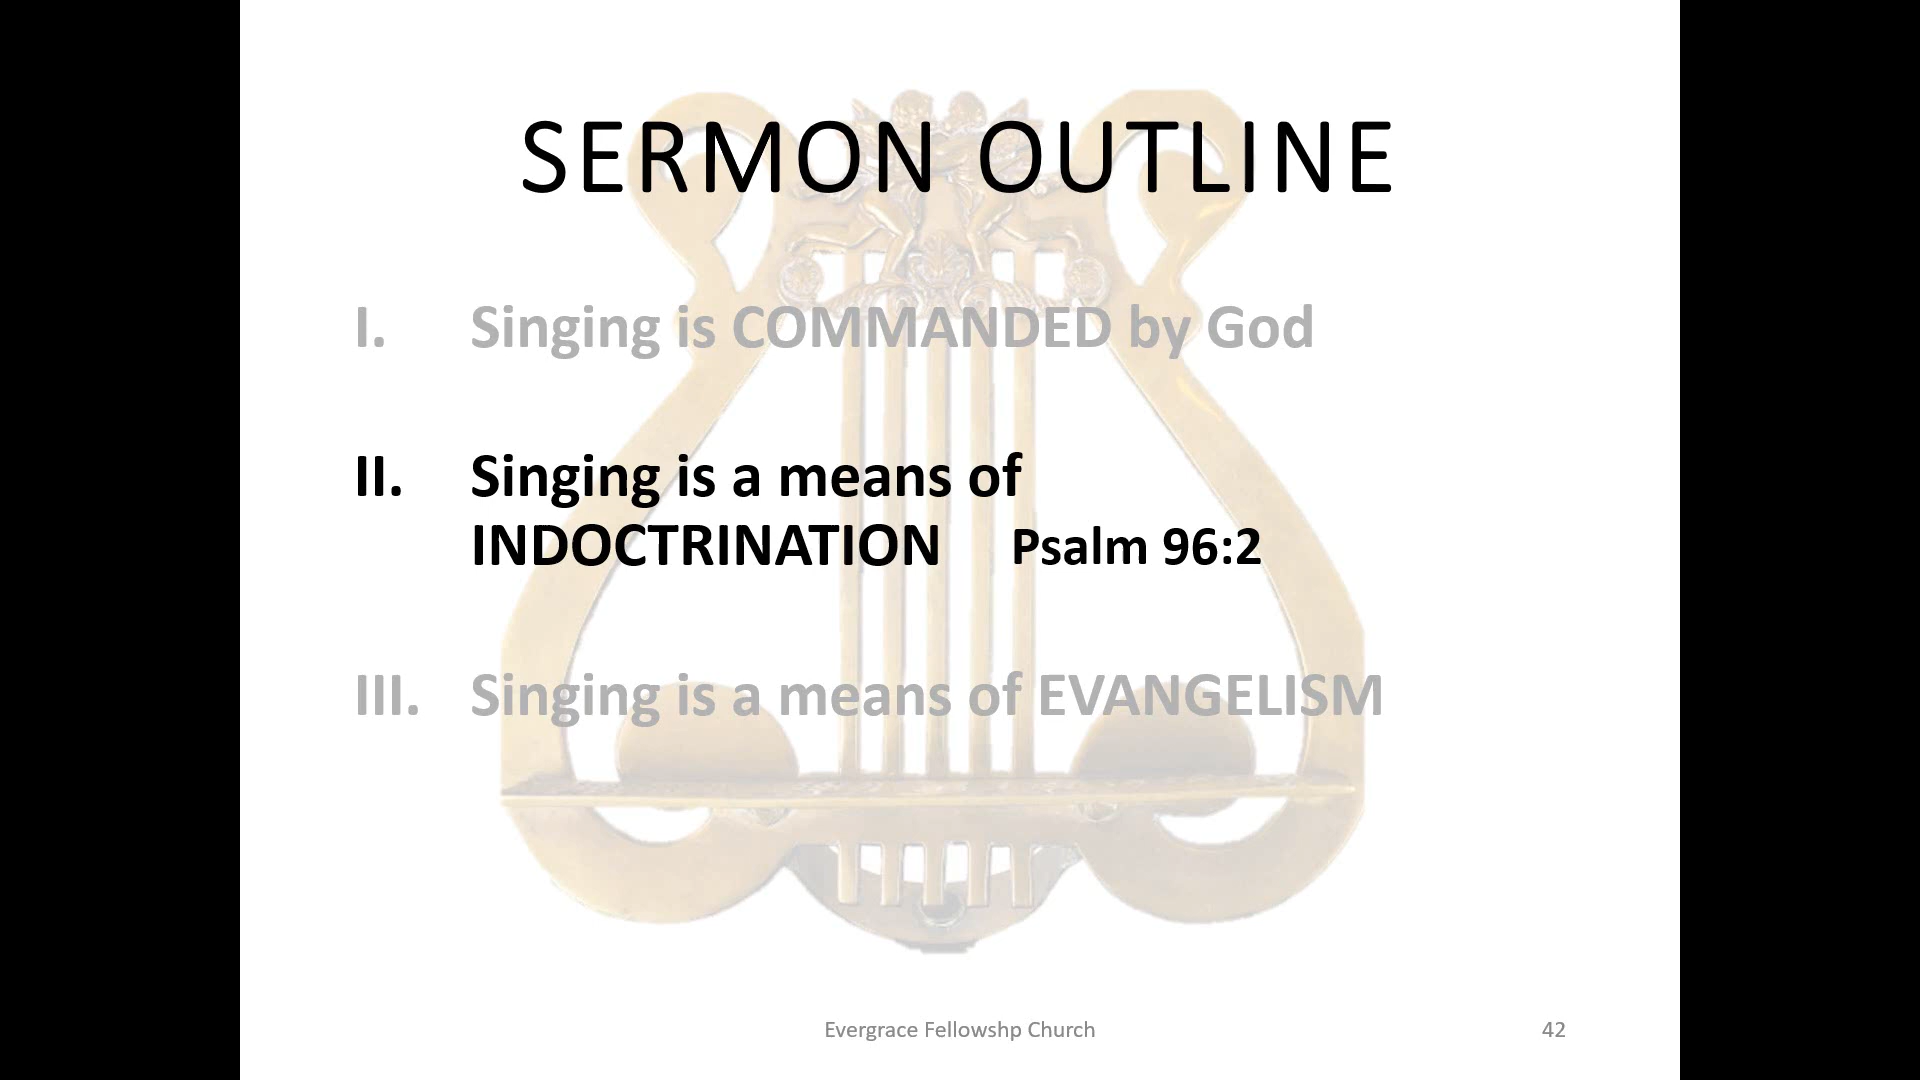 SERMON OUTLINE
I. Singing is COMMANDED by God
II. Singing is a means of
INDOCTRINATION Psalm 96:2
III. Singing is a means of EVANGELISM
Evergrace Fellowshp Church
42